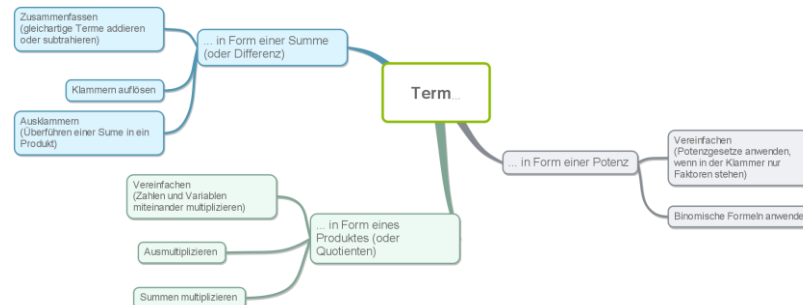 Term...
... in Form einer Summe
(oder Differenz)
Zusammenfassen
(gleichartige Terme addieren
oder subtrahieren)
Klammern auflösen
Ausklammern
(Überführen einer Sume in ein
Produkt)
... in Form eines
Produktes (oder
Quotienten)
Vereinfachen
(Zahlen und Variablen
miteinander multiplizieren)
Ausmultiplizieren
Summen multiplizieren
... in Form einer Potenz
Vereinfachen
(Potenzgesetze anwenden,
wenn in der Klammer nur
Faktoren stehen)
Binomische Formeln anwende